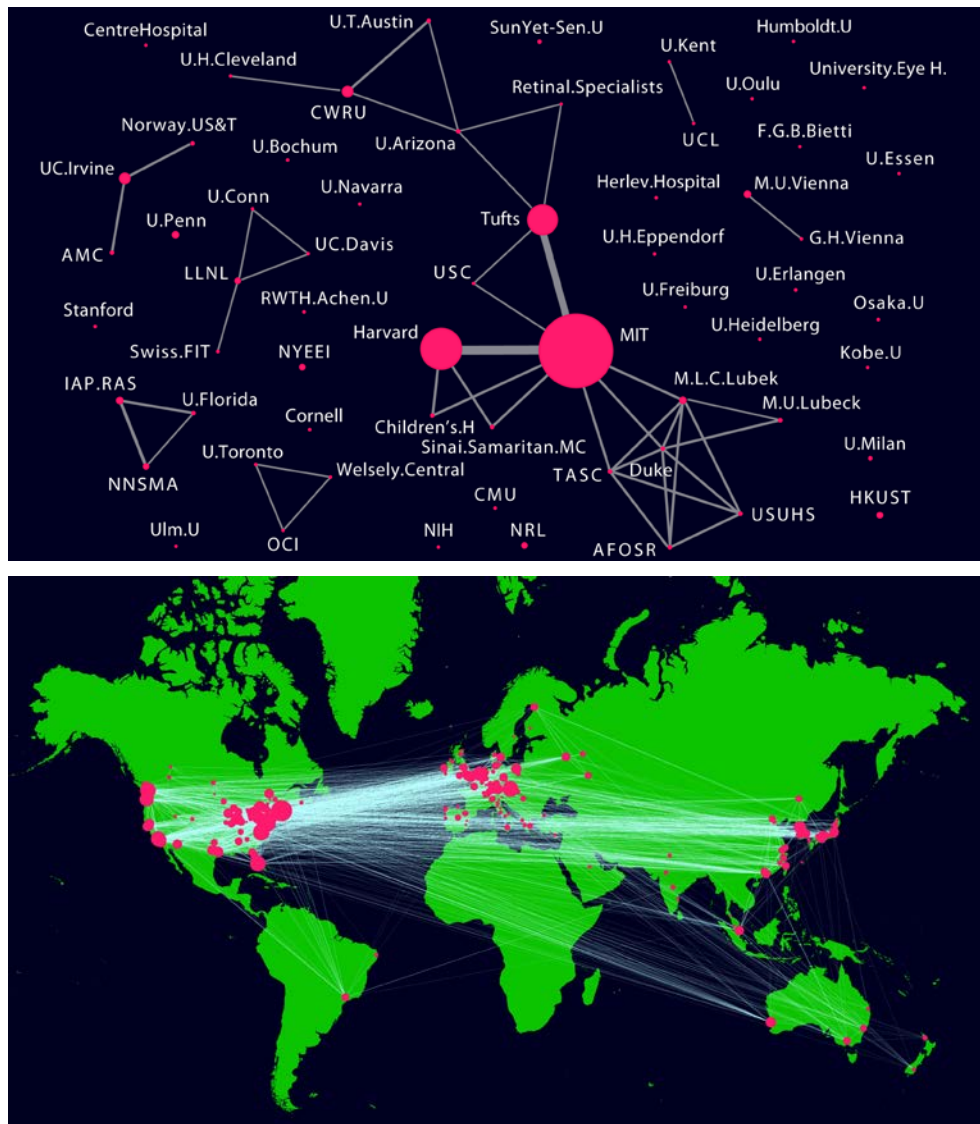 CentreHospital
U.T.Austin
SunYet-Sen.U
Humboldt.U
U.Kent
U.H.Cleveland
University.Eye H.
Retinal.Specialists
U.Oulu
CWRU
Norway.US&T
U.Arizona
UCL
F.G.B.Bietti
U.Bochum
UC.Irvine
U.Essen
U.Navarra
Herlev.Hospital
M.U.Vienna
U.Conn
U.Penn
Tufts
UC.Davis
U.H.Eppendorf
G.H.Vienna
AMC
LLNL
USC
U.Erlangen
RWTH.Achen.U
U.Freiburg
Osaka.U
Stanford
Harvard
MIT
U.Heidelberg
Swiss.FIT
NYEEI
Kobe.U
IAP.RAS
M.L.C.Lubek
U.Florida
M.U.Lubeck
Cornell
Children's.H
Sinai.Samaritan.MC
U.Milan
U.Toronto
Welsely.Central
Duke
NNSMA
TASC
CMU
HKUST
USUHS
Ulm.U
OCI
NIH
NRL
AFOSR